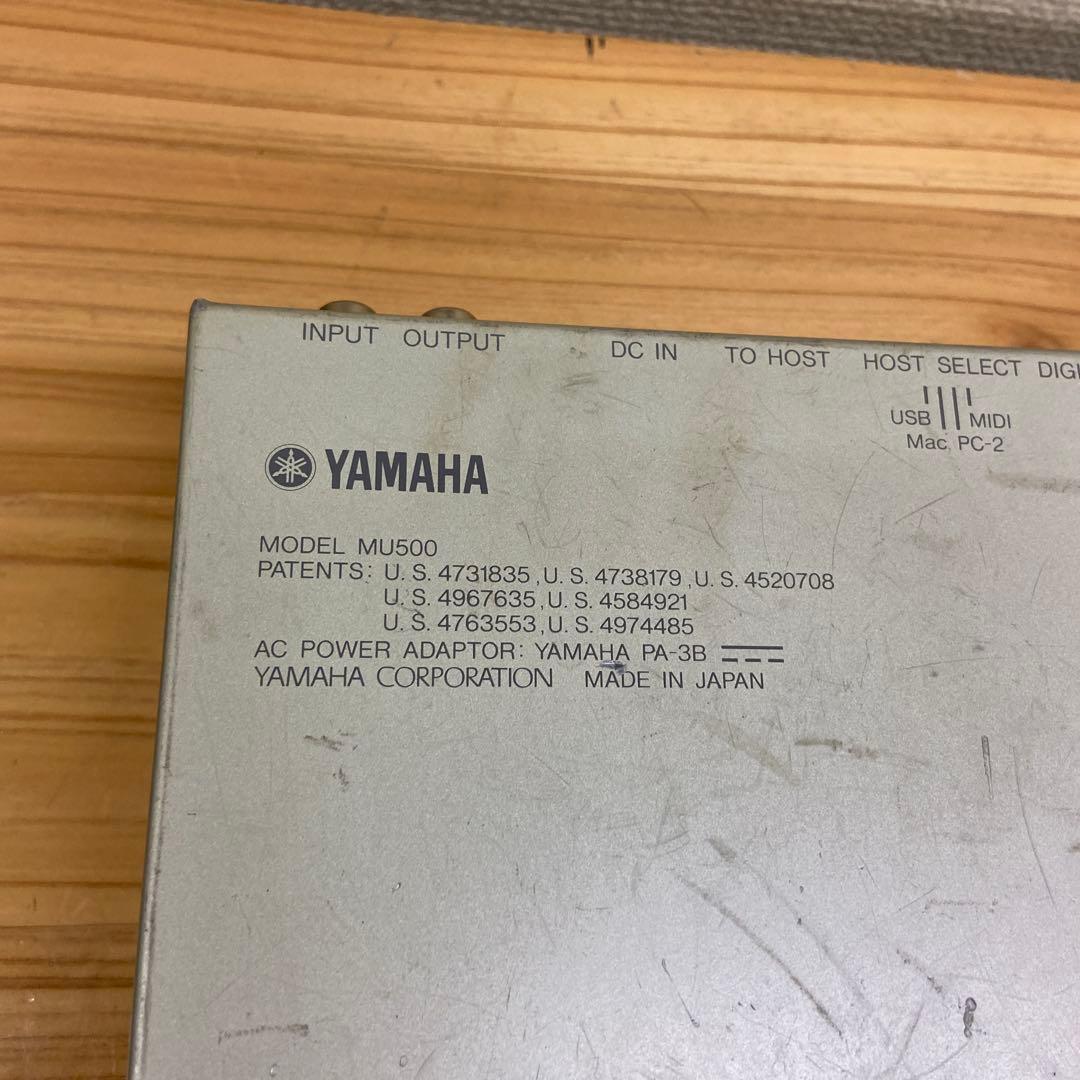 INPUT OUTPUT DC IN TO HOST HOST SELECT DIGI
USB MIDI
Mac PC-2
YAMAHA
MODEL MU500
PATENTS: U. S. 4731835, U. S. 4738179, U. S. 4520708
U. S. 4967635, U. S. 4584921
U. S. 4763553, U. S. 4974485
AC POWER ADAPTOR: YAMAHA PA-3B
YAMAHA CORPORATION MADE IN JAPAN